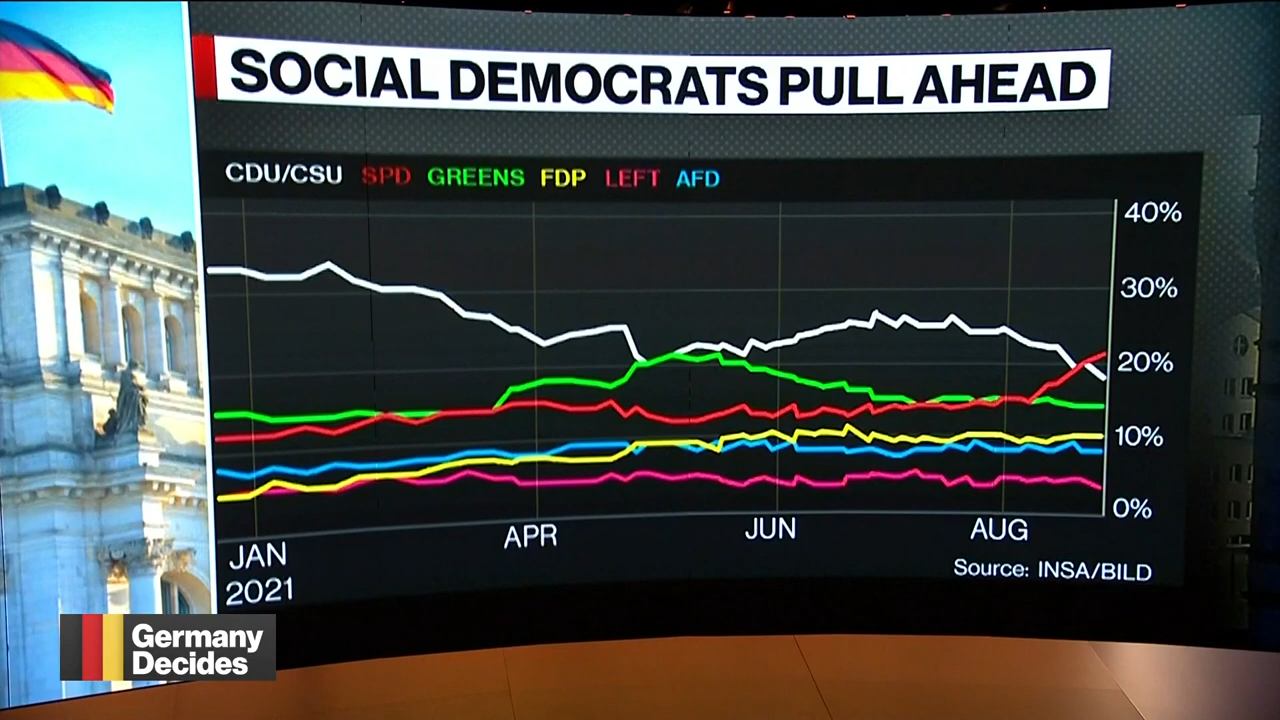 SOCIAL DEMOCRATS PULL AHEAD
CDU/CSU SPD GREENS FDP LEFT AFD
40%
30%
20%
10%
0%
JAN APR JUN AUG
2021
Source: INSA/BILD
Germany
Decides